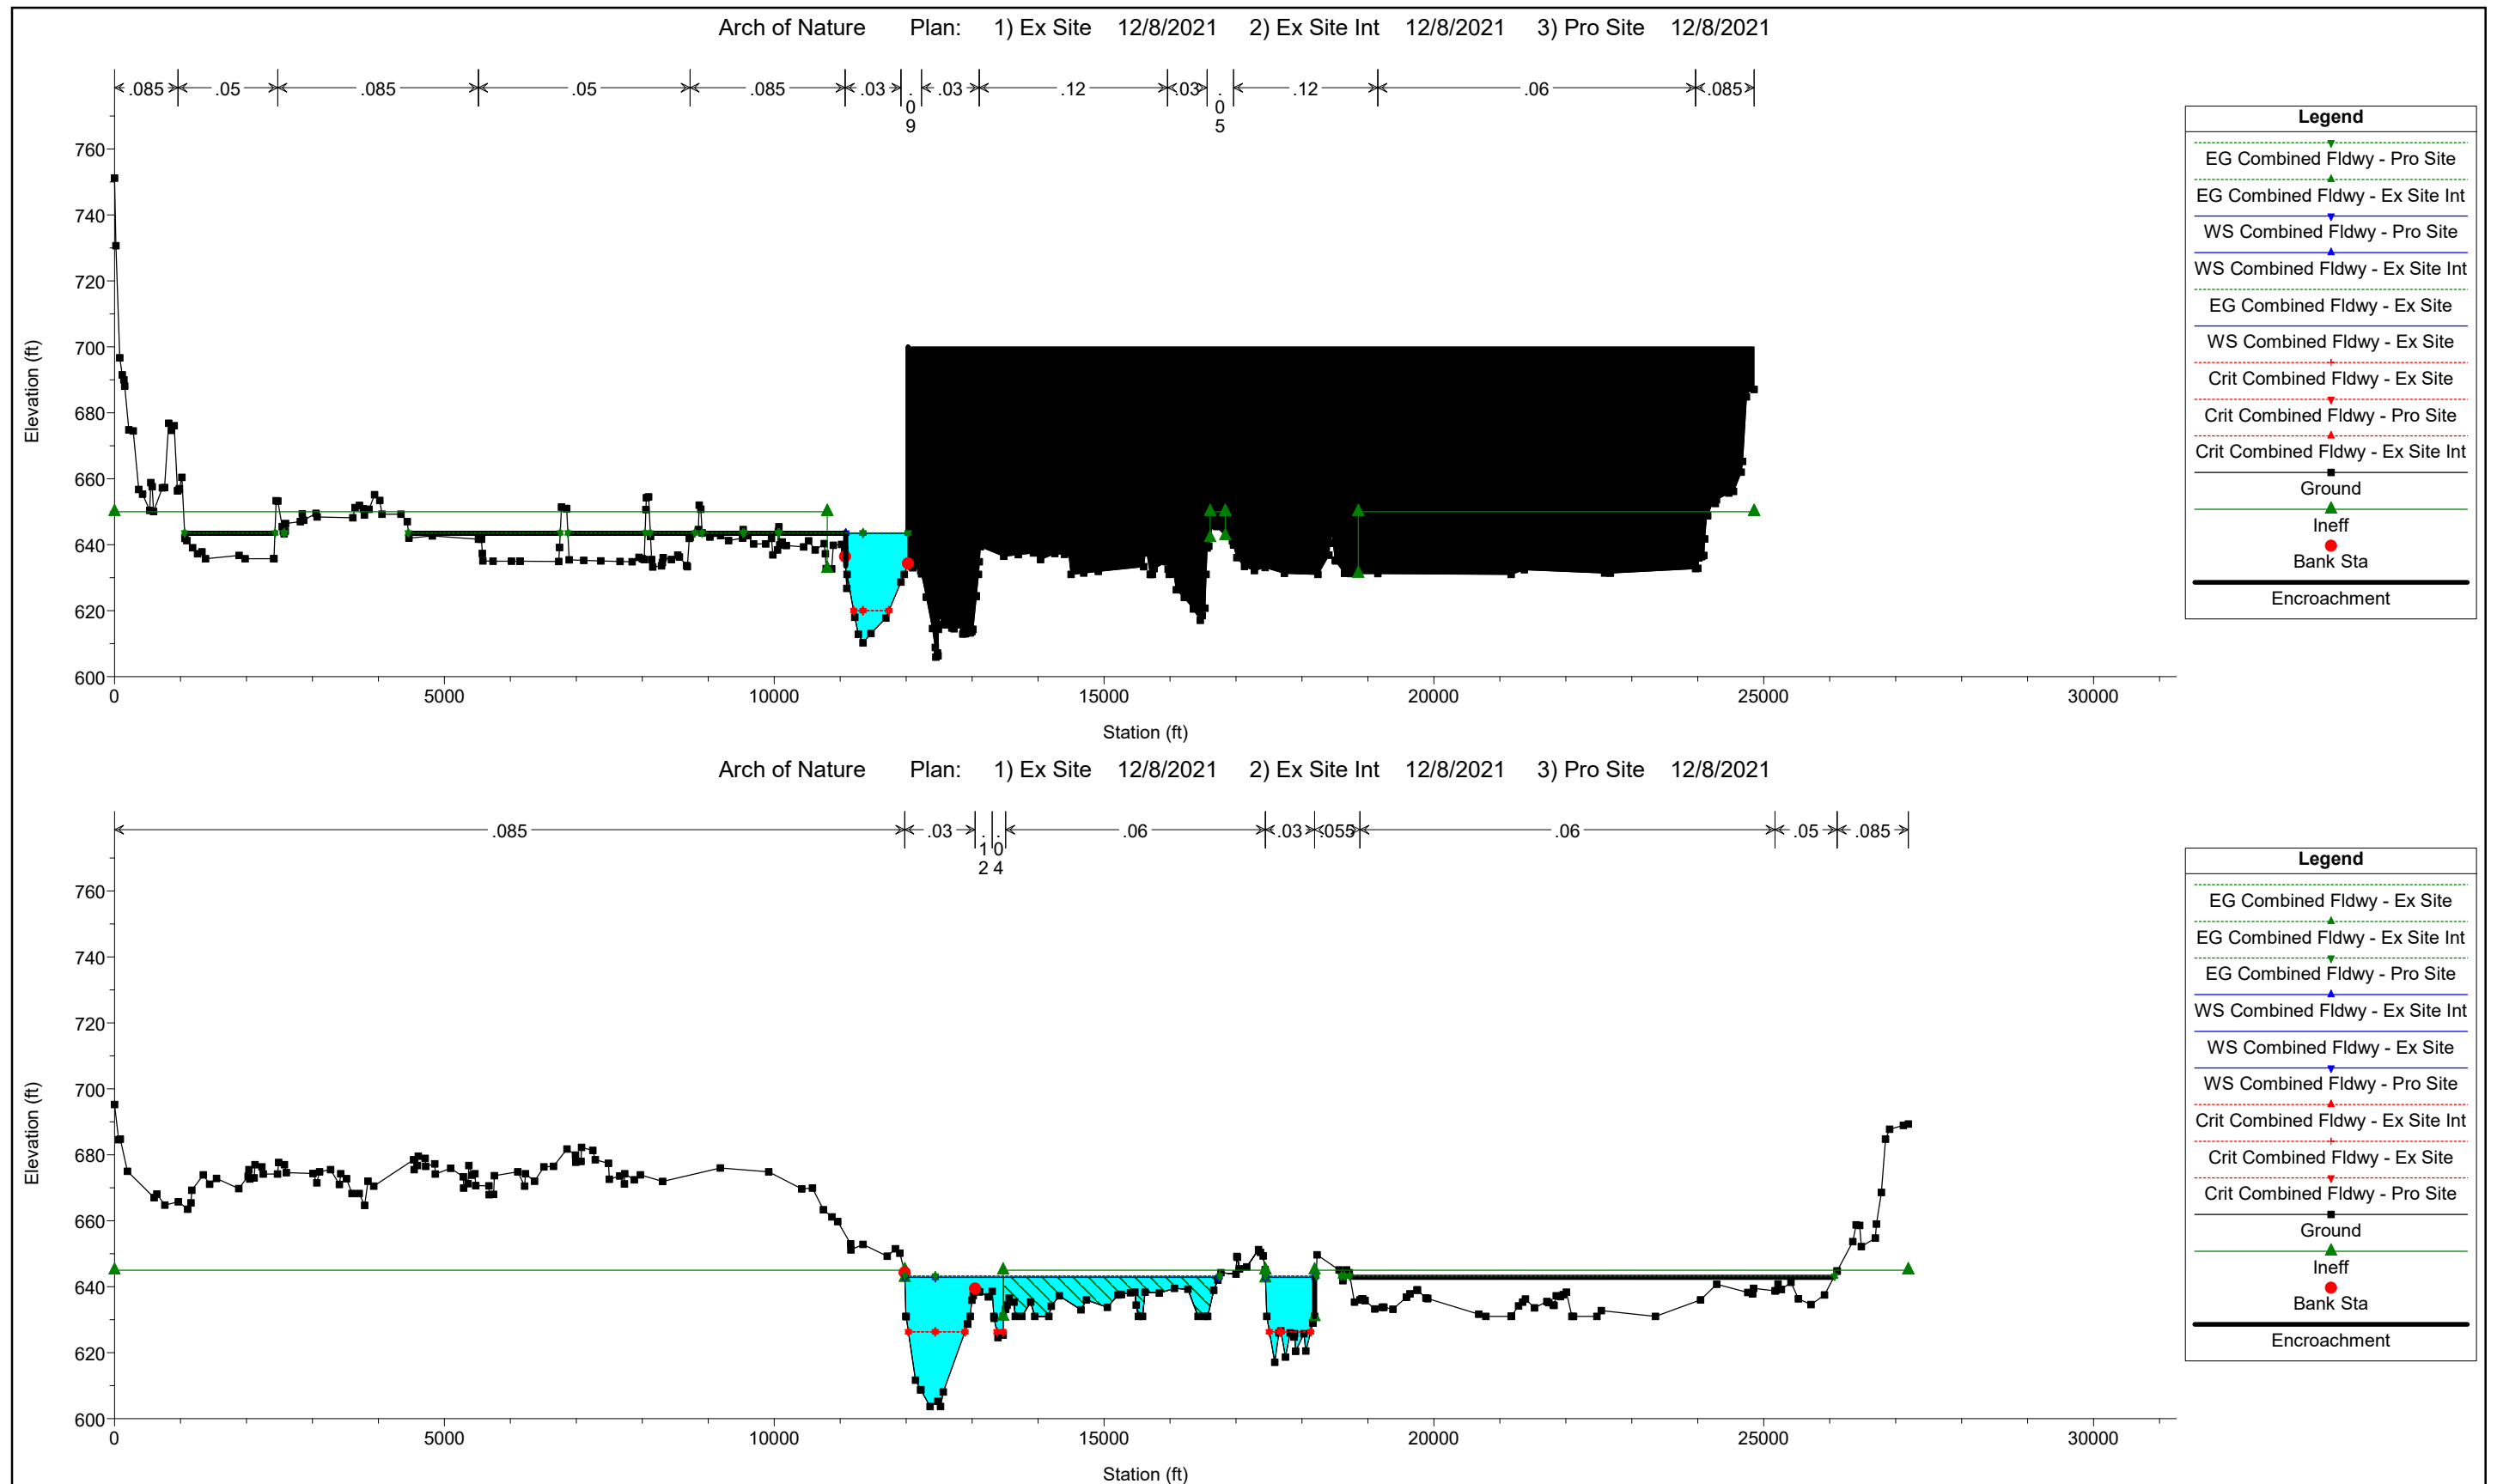 Arch of Nature Plan: 1) Ex Site 12/8/2021 2) Ex Site Int 12/8/2021 3) Pro Site 12/8/2021
.085 .05 .085 .05 .085 .03 .09 .03 .12 .03 .05 .12 .06 .085
Legend
EG Combined Fldwy - Pro Site
EG Combined Fldwy - Ex Site Int
WS Combined Fldwy - Pro Site
WS Combined Fldwy - Ex Site Int
EG Combined Fldwy - Ex Site
WS Combined Fldwy - Ex Site
Crit Combined Fldwy - Ex Site
Crit Combined Fldwy - Pro Site
Crit Combined Fldwy - Ex Site Int
Ground
Ineff
Bank Sta
Encroachment
760
740
720
700
680
660
640
620
600
Elevation (ft)
0 5000 10000 15000 20000 25000 30000
Station (ft)
Arch of Nature Plan: 1) Ex Site 12/8/2021 2) Ex Site Int 12/8/2021 3) Pro Site 12/8/2021
.085 .03 .12 .04 .06 .03 .055 .06 .05 .085
Legend
EG Combined Fldwy - Ex Site
EG Combined Fldwy - Ex Site Int
EG Combined Fldwy - Pro Site
WS Combined Fldwy - Ex Site Int
WS Combined Fldwy - Ex Site
WS Combined Fldwy - Pro Site
Crit Combined Fldwy - Ex Site Int
Crit Combined Fldwy - Ex Site
Crit Combined Fldwy - Pro Site
Ground
Ineff
Bank Sta
Encroachment
760
740
720
700
680
660
640
620
600
Elevation (ft)
0 5000 10000 15000 20000 25000 30000
Station (ft)